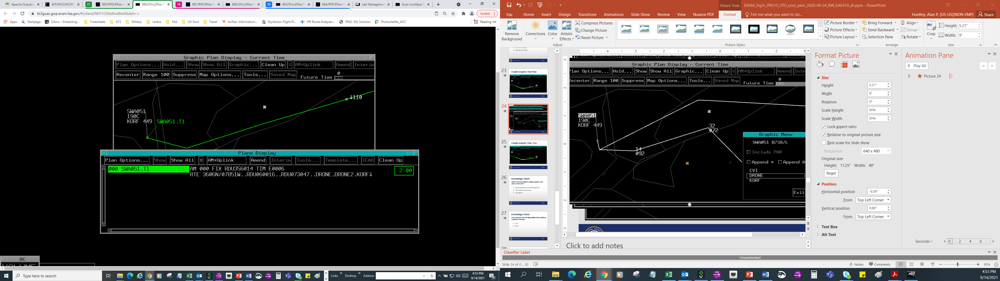 Apache Guacam
455/MCG:MCWS
21
865/RPD:RPos:1
866/DVu:DPos:1
16
867/RPD:RPos:1
868/DVu:DPos:1
20
863/DVu:DPos:1
864/RPD:RPos:1
Lab Managemen
Guac huntleya C
tb3guac.gwp.eram.faa.gov/#/client/NDY1ODAAYwBteXNxbA==
Update
Apps
Startpage
Gibiru – Protecting...
Timesheets
ECS
Military
Leidos
FAA
US Govt
Travel
AirNav: Information...
SkyVector: Flight Pl...
IFR Route Analyzer...
FRAC SSL Solution
Photoshelter_AOC
Reading list
Graphic Plan Display - Current Time
Plan Options...
Hold...
Show
Show All
Graphic...
Clean Up
AM+Uplink
Amend
Interim
Recenter
Range 100
Suppress
Map Options...
Tools...
Saved Map
Future Time
0
↓110
SWA051
190C
KORF 449
SWA051.T1
Plans Display
Plan Options...
Show
Show All
AM+Uplink
Amend
Interim
Tools...
Template...
ICAO
Clean Up
000 SWA051.T1
AM 000 FIX RDU356014 TIM E0006
2:00
RTE 3606N/07851W..RDU060016..RDU073047..DRONE.DRONE2.KORF↓
DC
VOLUME
Type here to search
Links
Desktop
Address
4:53 PM
9/14/2021
10
Picture Tools
ERAM_Stg3c_PRS10_OTO_post_peer_2020-09-24_RW_EAE410_ah.pptx - PowerPoint
File
Home
Insert
Design
Transitions
Animations
Slide Show
Review
View
Nuance PDF
Format
Tell me what you want to do...
Huntley, Alan P. [US-US][NON-EMP]
Share
Remove
Background
Corrections
Color
Artistic
Effects
Compress Pictures
Change Picture
Reset Picture
Adjust
Picture Styles
Picture Border
Picture Effects
Picture Layout
Bring Forward
Send Backward
Selection Pane
Align
Group
Rotate
Arrange
Crop
Height:
5.21"
Width:
9"
Size
23
Create Graphic Trial Plan
24
25
Create Graphic Trial Plan
26
Knowledge Check
27
Knowledge Check
Only one point can be designated when creating
a graphic trial plan.
A. True
B. False
28
Graphic Plan Display - Current Time
Plan Options...
Hold...
Show
Show All
Graphic...
Clean Up
AM+Uplink
Amend
Inte
Recenter
Range 100
Suppress
Map Options...
Tools...
Saved Map
Future Time
0
SWA051
190C
KORF 449
32
072
14
092
Graphic Menu
SWA051 B738/L
Include PAR
Append *
Append ⊕
CVI
DRONE
KORF
Exit
Click to add notes
Classifier Label
Unrestricted
Slide 24 of 0 .. 30
Notes
Comments
90%
Format Picture
Size
Height
5.21"
Width
9"
Rotation
0°
Scale Height
85%
Scale Width
85%
Lock aspect ratio
Relative to original picture size
Best scale for slide show
Resolution
640 x 480
Original size
Height: 11.25" Width: 40"
Reset
Position
Horizontal position
-0.58"
From
Top Left Corner
Vertical position
0.69"
From
Top Left Corner
Text Box
Alt Text
Animation Pane
Play All
0
Picture 24
Seconds
0 2 4 6
4:53 PM
9/14/2021